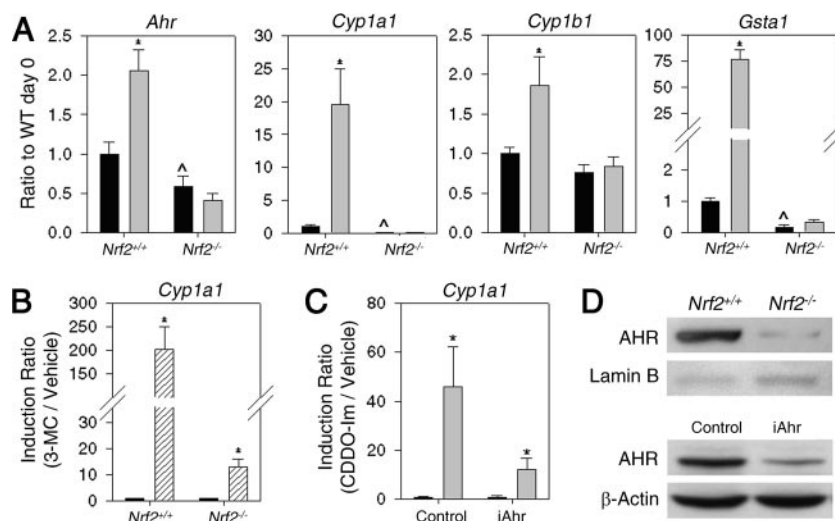 A
Ahr
Cyp1a1
Cyp1b1
Gsta1
Ratio to WT day 0
2.5
2.0
1.5
1.0
0.5
0.0
30
25
20
15
10
5
0
2.5
2.0
1.5
1.0
0.5
0.0
100
75
50
25
2
1
0
*
^
*
^
*
*
^
Nrf2+/+
Nrf2-/-
Nrf2+/+
Nrf2-/-
Nrf2+/+
Nrf2-/-
Nrf2+/+
Nrf2-/-
B
Cyp1a1
Induction Ratio
(3-MC / Vehicle)
300
250
200
150
100
20
10
0
*
*
Nrf2+/+
Nrf2-/-
C
Cyp1a1
Induction Ratio
(CDDO-Im / Vehicle)
80
60
40
20
0
*
*
Control
iAhr
D
Nrf2+/+
Nrf2-/-
AHR
Lamin B
Control
iAhr
AHR
β-Actin